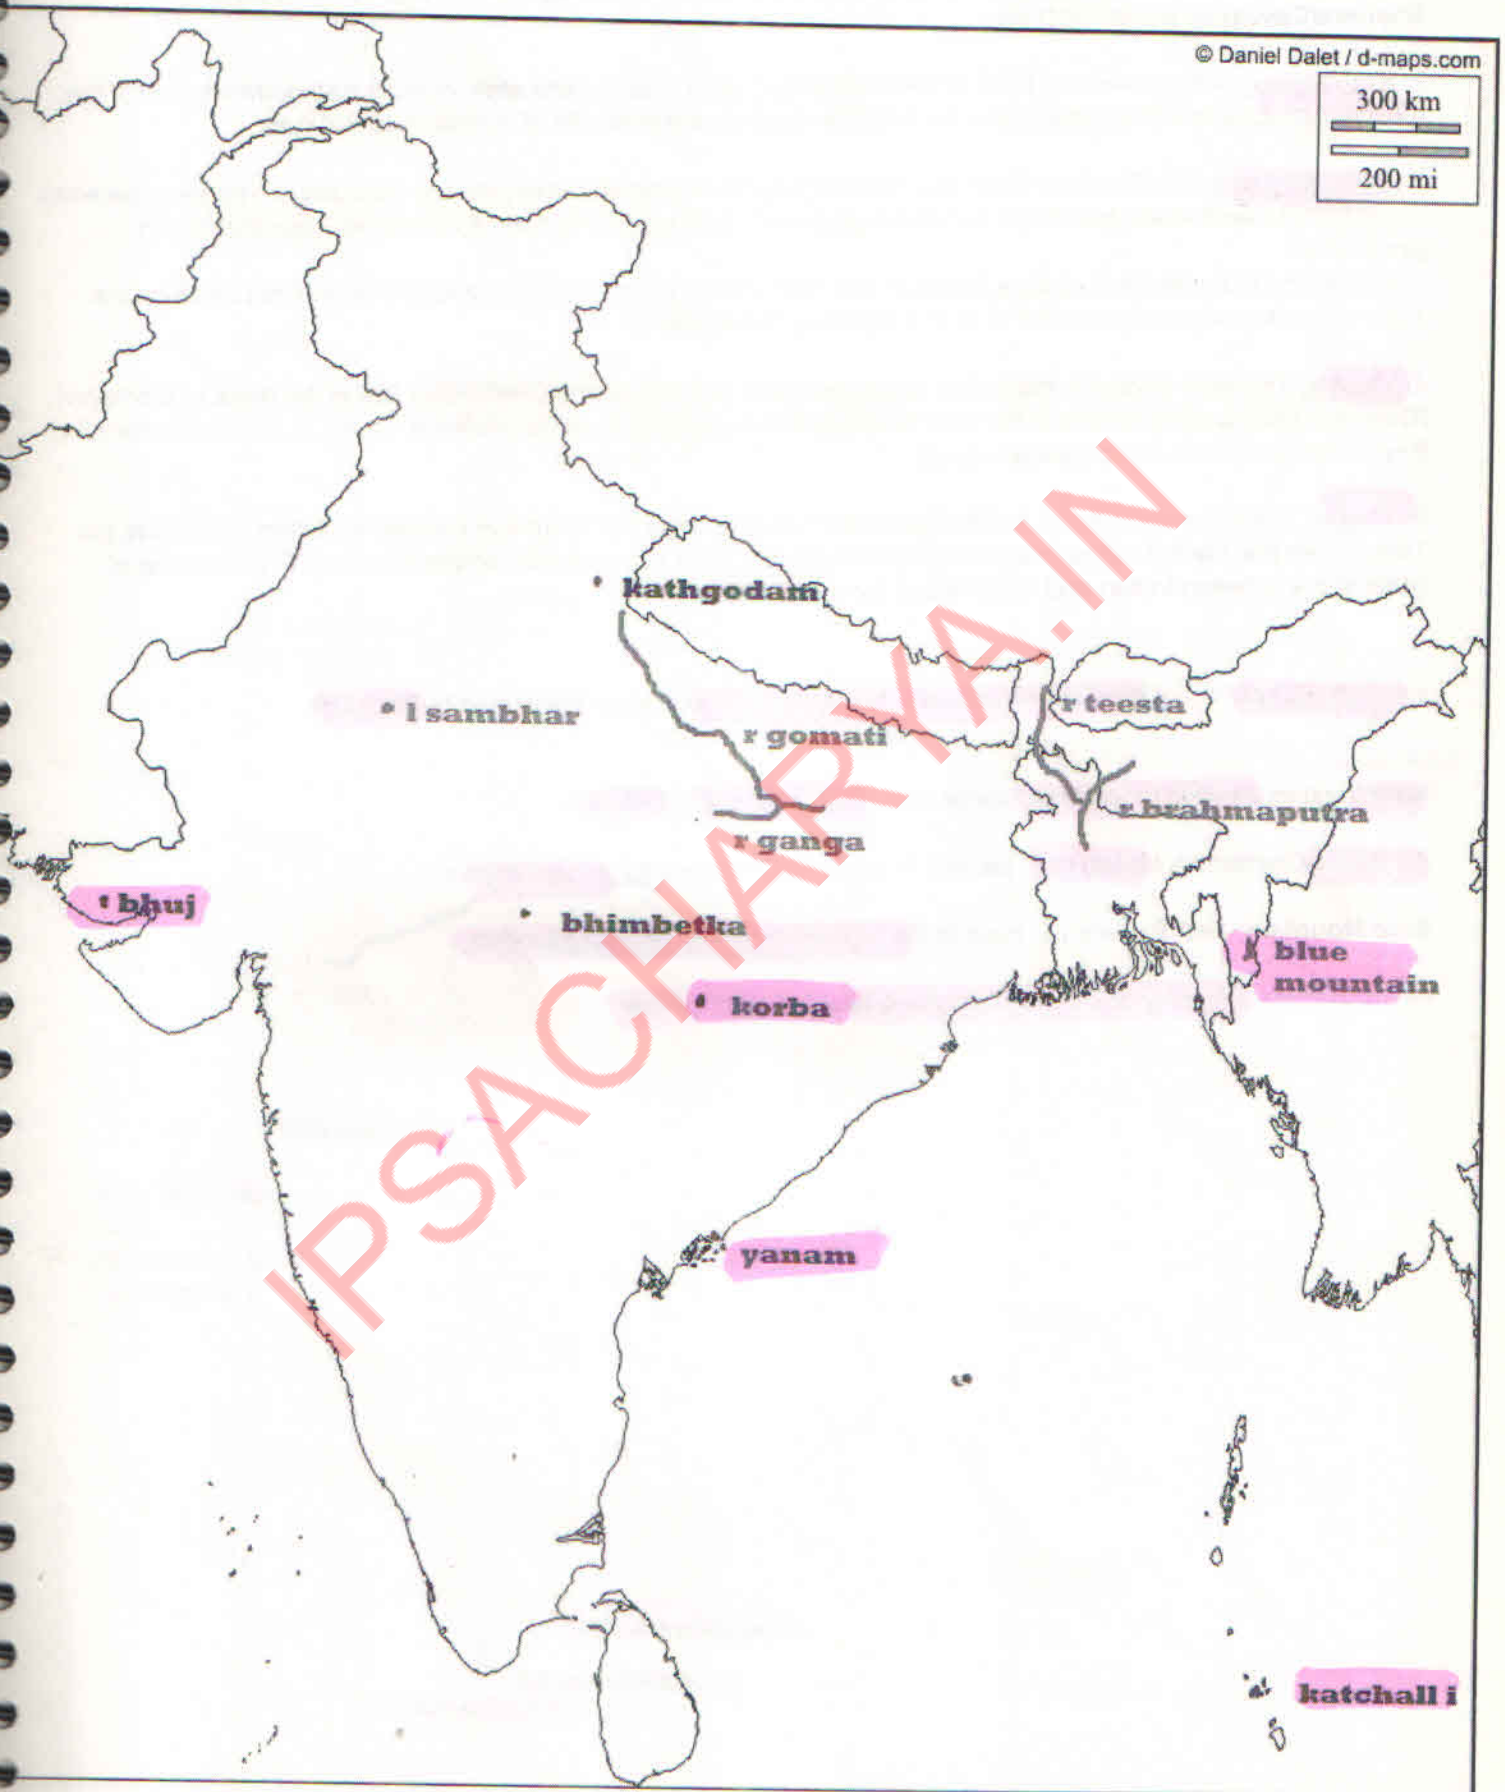 © Daniel Dalet / d-maps.com
300 km
200 mi
kathgodam
l sambhar
r teesta
r gomati
r brahmaputra
r ganga
bhuj
bhimbetka
blue
mountain
korba
yanam
katchall i
IPSACHARYA.IN